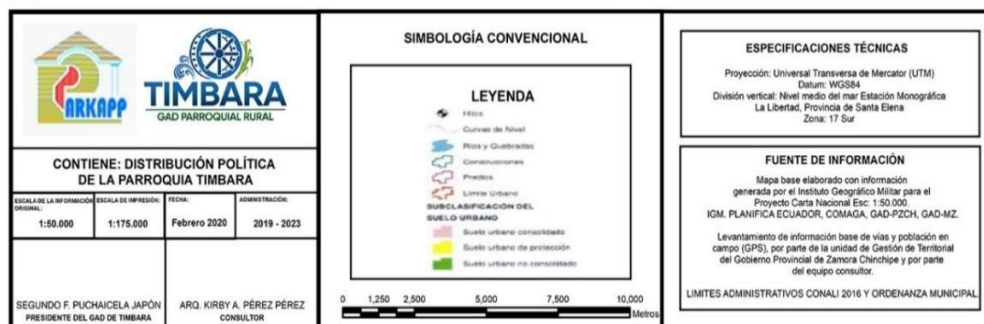 ARKAPP
TIMBARA
GAD PARROQUIAL RURAL
CONTIENE: DISTRIBUCIÓN POLÍTICA
DE LA PARROQUIA TIMBARA
ESCALA DE LA INFORMACIÓN ORIGINAL:
1:50.000
ESCALA DE IMPRESIÓN:
1:175.000
FECHA:
Febrero 2020
ADMINISTRACIÓN:
2019 - 2023
SEGUNDO F. PUCHAICELA JAPÓN
PRESIDENTE DEL GAD DE TIMBARA
ARQ. KIRBY A. PÉREZ PÉREZ
CONSULTOR
SIMBOLOGÍA CONVENCIONAL
LEYENDA
Hitos
Curvas de Nivel
Rios y Quebradas
Construcciones
Predios
Limite Urbano
SUBCLASIFICACIÓN DEL
SUELO URBANO
Suelo urbano consolidado
Suelo urbano de protección
Suelo urbano no consolidado
0 1,250 2,500 5,000 7,500 10,000
Metros
ESPECIFICACIONES TÉCNICAS
Proyección: Universal Transversa de Mercator (UTM)
Datum: WGS84
División vertical: Nivel medio del mar Estación Monográfica
La Libertad, Provincia de Santa Elena
Zona: 17 Sur
FUENTE DE INFORMACIÓN
Mapa base elaborado con información
generada por el Instituto Geográfico Militar para el
Proyecto Carta Nacional Esc: 1:50.000.
IGM. PLANIFICA ECUADOR, COMAGA, GAD-PZCH, GAD-MZ.
Levantamiento de información base de vías y población en
campo (GPS), por parte de la unidad de Gestión de Territorial
del Gobierno Provincial de Zamora Chinchipe y por parte
del equipo consultor.
LIMITES ADMINISTRATIVOS CONALI 2016 Y ORDENANZA MUNICIPAL.